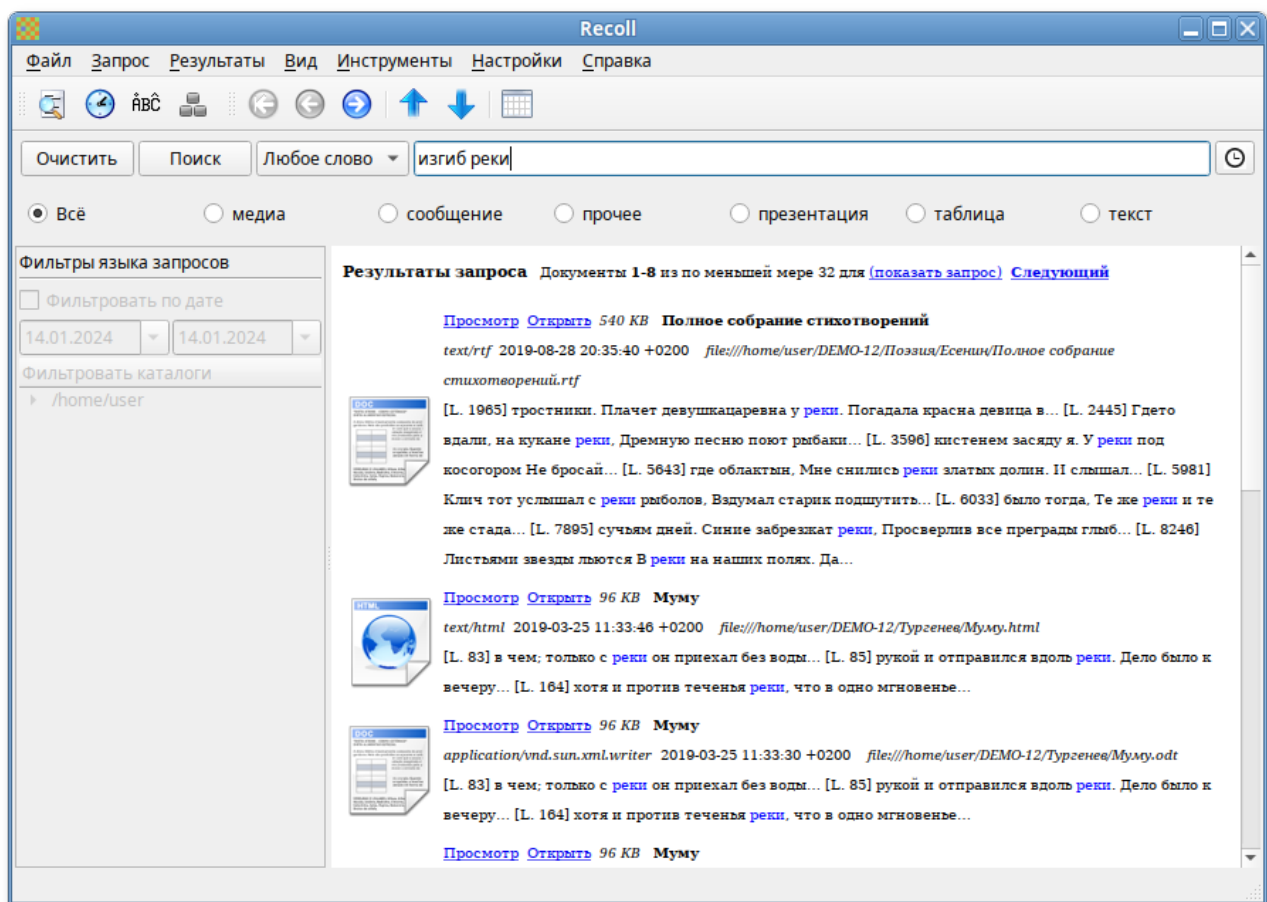 Recoll
Файл Запрос Результаты Вид Инструменты Настройки Справка
ÅBĈ
Очистить Поиск Любое слово изгиб реки
Всё медиа сообщение прочее презентация таблица текст
Фильтры языка запросов
Фильтровать по дате
14.01.2024 14.01.2024
Фильтровать каталоги
/home/user
Результаты запроса Документы 1-8 из по меньшей мере 32 для (показать запрос) Следующий
Просмотр Открыть 540 KB Полное собрание стихотворений
text/rtf 2019-08-28 20:35:40 +0200 file:///home/user/DEMO-12/Поэзия/Есенин/Полное собрание
стихотворений.rtf
DOC
[L. 1965] тростники. Плачет девушкацаревна у реки. Погадала красна девица в... [L. 2445] Гдето
вдали, на кукане реки, Дремную песню поют рыбаки... [L. 3596] кистенем засяду я. У реки под
косогором Не бросай... [L. 5643] где облактын, Мне снились реки златых долин. II слышал... [L. 5981]
Клич тот услышал с реки рыболов, Вздумал старик подшутить... [L. 6033] было тогда, Те же реки и те
же стада... [L. 7895] сучьям дней. Синие забрезжат реки, Просверлив все преграды глыб... [L. 8246]
Листьями звезды льются В реки на наших полях. Да...
HTML
Просмотр Открыть 96 KB Муму
text/html 2019-03-25 11:33:46 +0200 file:///home/user/DEMO-12/Тургенев/Муму.html
[L. 83] в чем; только с реки он приехал без воды... [L. 85] рукой и отправился вдоль реки. Дело было к
вечеру... [L. 164] хотя и против теченья реки, что в одно мгновенье...
Просмотр Открыть 96 KB Муму
DOC
application/vnd.sun.xml.writer 2019-03-25 11:33:30 +0200 file:///home/user/DEMO-12/Тургенев/Муму.odt
[L. 83] в чем; только с реки он приехал без воды... [L. 85] рукой и отправился вдоль реки. Дело было к
вечеру... [L. 164] хотя и против теченья реки, что в одно мгновенье...
Просмотр Открыть 96 KB Муму